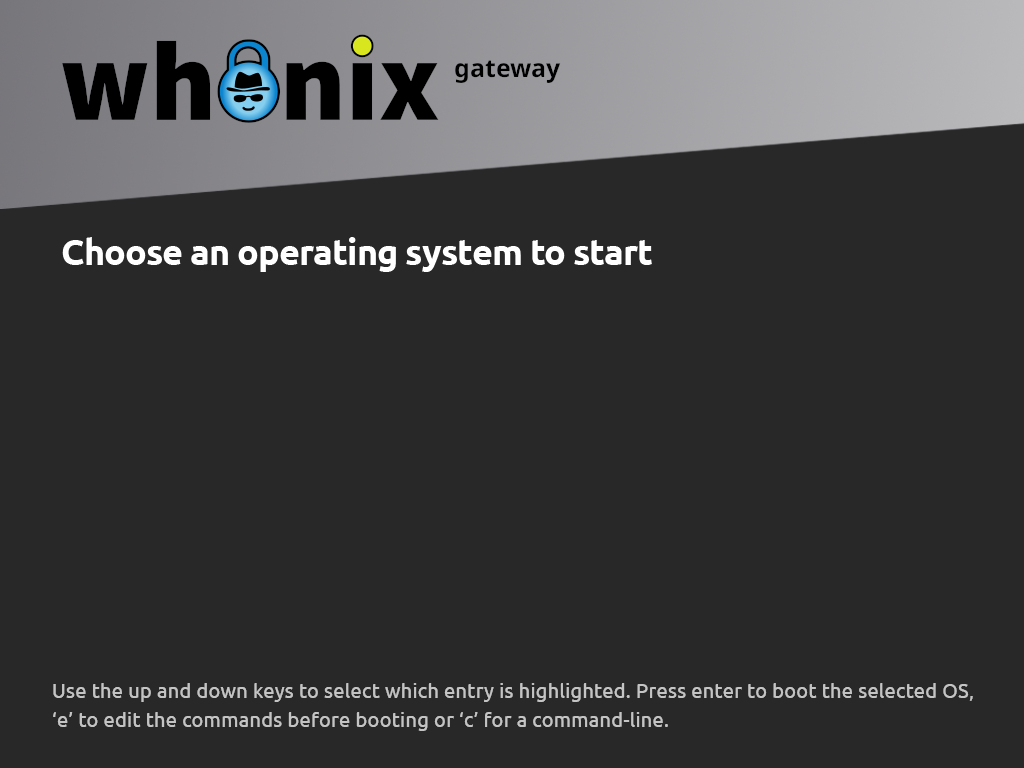 whonix gateway
Choose an operating system to start
Use the up and down keys to select which entry is highlighted. Press enter to boot the selected OS,
‘e’ to edit the commands before booting or ‘c’ for a command-line.